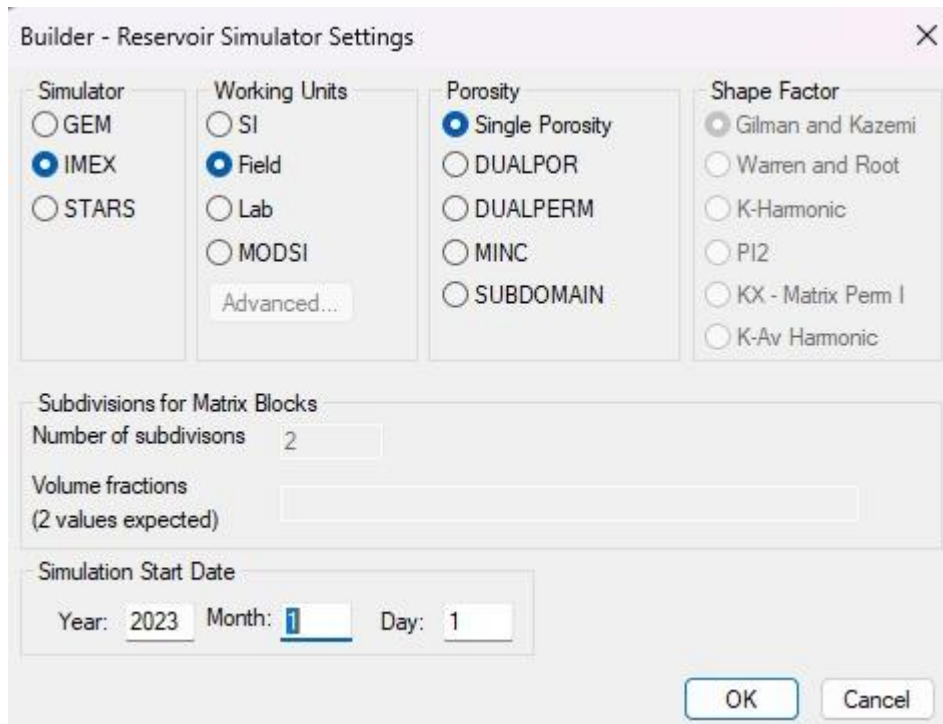 Builder - Reservoir Simulator Settings
Simulator
GEM
IMEX
STARS
Working Units
SI
Field
Lab
MODSI
Advanced...
Porosity
Single Porosity
DUALPOR
DUALPERM
MINC
SUBDOMAIN
Shape Factor
Gilman and Kazemi
Warren and Root
K-Harmonic
PI2
KX - Matrix Perm I
K-Av Harmonic
Subdivisions for Matrix Blocks
Number of subdivisons 2
Volume fractions
(2 values expected)
Simulation Start Date
Year: 2023 Month: 1 Day: 1
OK Cancel